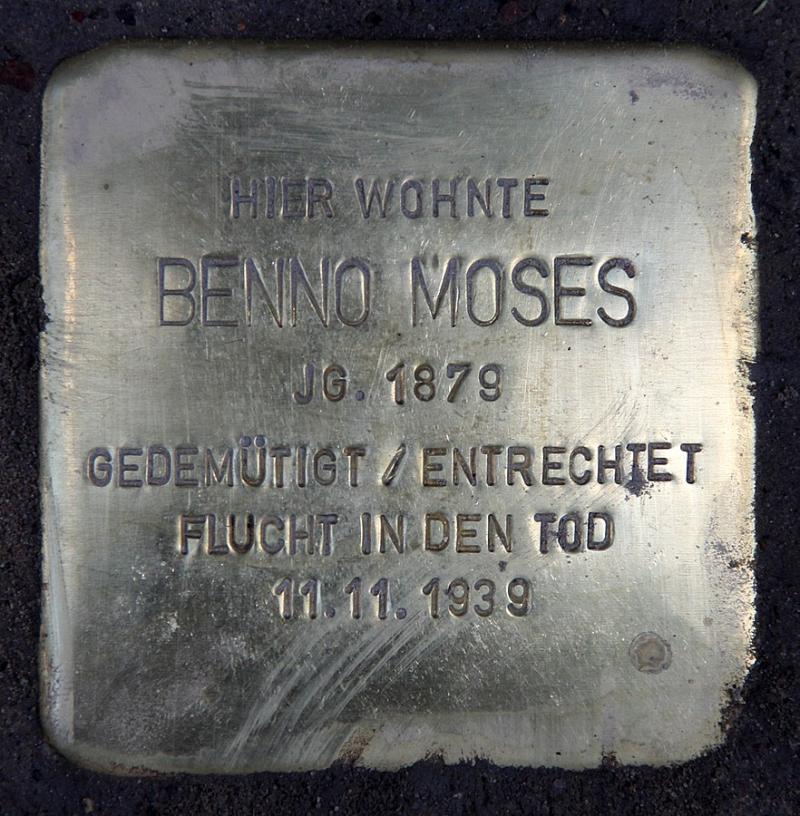 HIER WOHNTE
BENNO MOSES
JG. 1879
GEDEMÜTIGT / ENTRECHTET
FLUCHT IN DEN TOD
11.11.1939